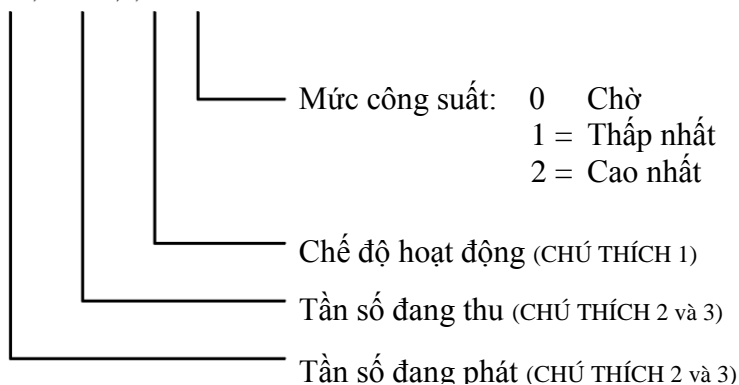 Mức công suất: 0 Chờ
1 = Thấp nhất
2 = Cao nhất
Chế độ hoạt động (CHÚ THÍCH 1)
Tần số đang thu (CHÚ THÍCH 2 và 3)
Tần số đang phát (CHÚ THÍCH 2 và 3)